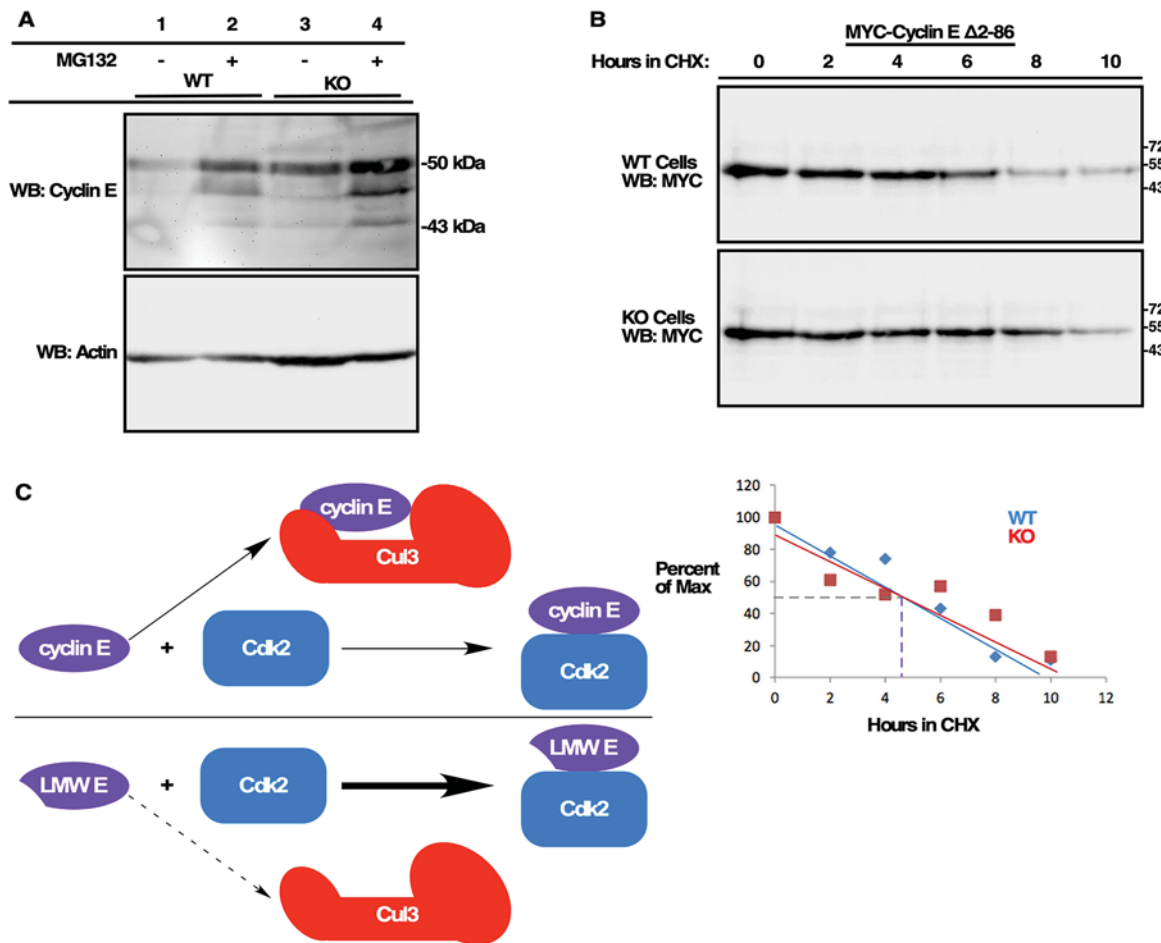 A
1 2 3 4
MG132 - + - +
WT KO
WB: Cyclin E
-50 kDa
-43 kDa
WB: Actin
B
MYC-Cyclin E Δ2-86
Hours in CHX: 0 2 4 6 8 10
WT Cells
WB: MYC
-72
-55
43-
KO Cells
WB: MYC
-72
-55
43-
C
cyclin E
Cul3
cyclin E + Cdk2
cyclin E
Cdk2
LMW E + Cdk2
LMW E
Cdk2
Cul3
120
100
80
60
40
20
0
Percent
of Max
WT
KO
0 2 4 6 8 10 12
Hours in CHX